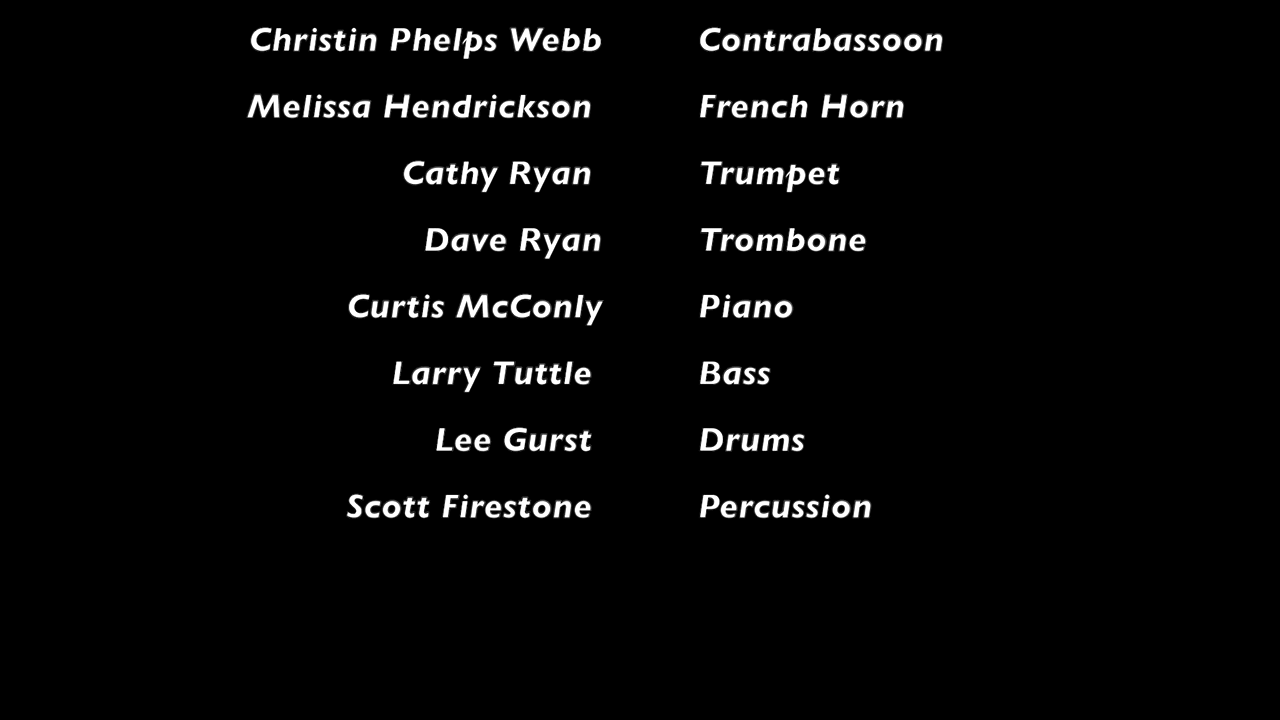 Christin Phelps Webb Contrabassoon
Melissa Hendrickson French Horn
Cathy Ryan Trumpet
Dave Ryan Trombone
Curtis McConly Piano
Larry Tuttle Bass
Lee Gurst Drums
Scott Firestone Percussion